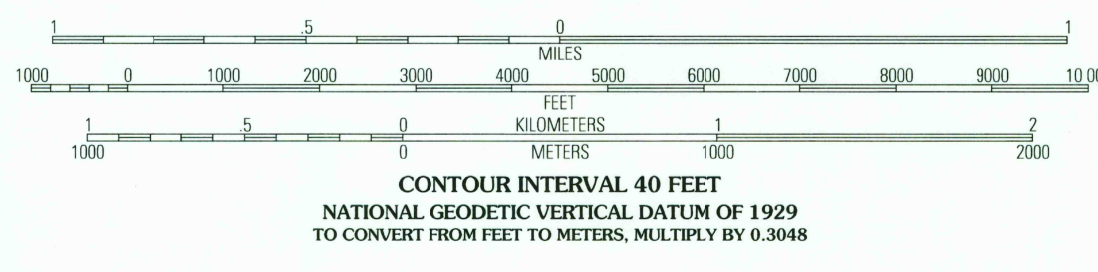 1 .5 0 1
MILES
1000 0 1000 2000 3000 4000 5000 6000 7000 8000 9000 10 00
FEET
1 .5 0 KILOMETERS 1 2
1000 0 METERS 1000 2000
CONTOUR INTERVAL 40 FEET
NATIONAL GEODETIC VERTICAL DATUM OF 1929
TO CONVERT FROM FEET TO METERS, MULTIPLY BY 0.3048